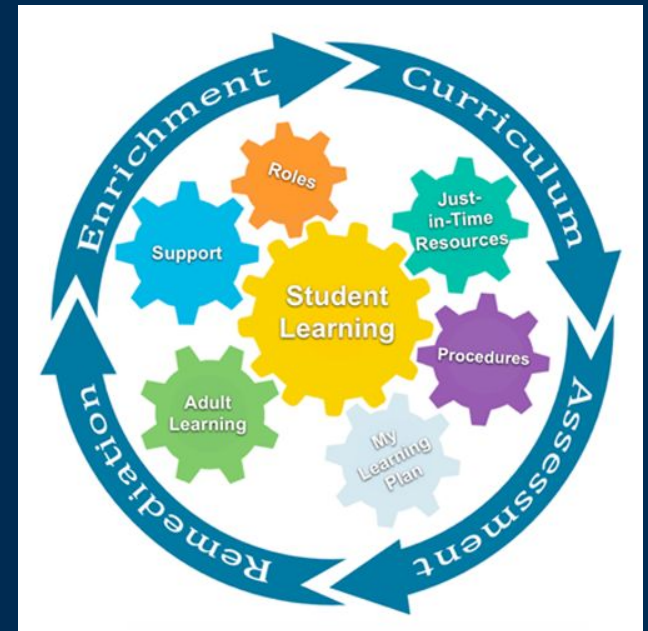 Enrichment
Curriculum
Assessment
Remediation
Roles
Just-
in-Time
Resources
Support
Student
Learning
Procedures
Adult
Learning
My
Learning
Plan